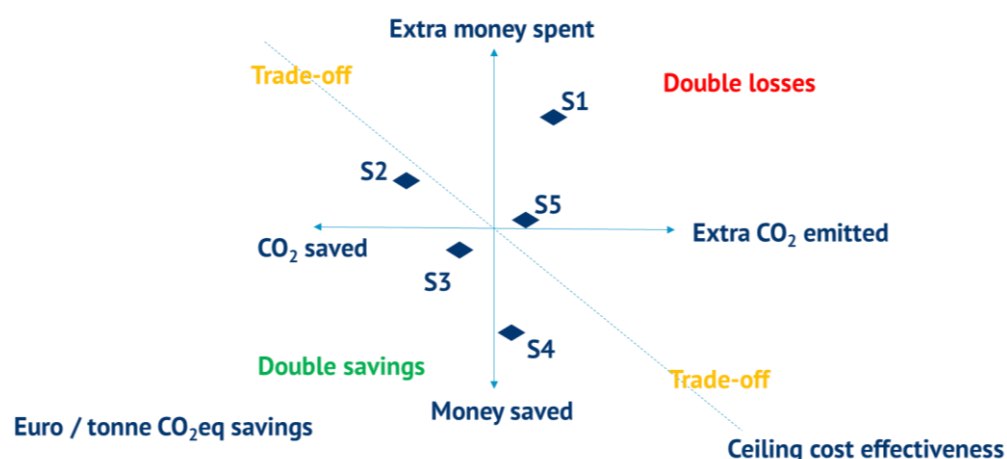 Extra money spent
Trade-off
Double losses
S1
S2
S5
CO₂ saved
Extra CO₂ emitted
S3
S4
Double savings
Trade-off
Money saved
Euro / tonne CO₂eq savings
Ceiling cost effectiveness